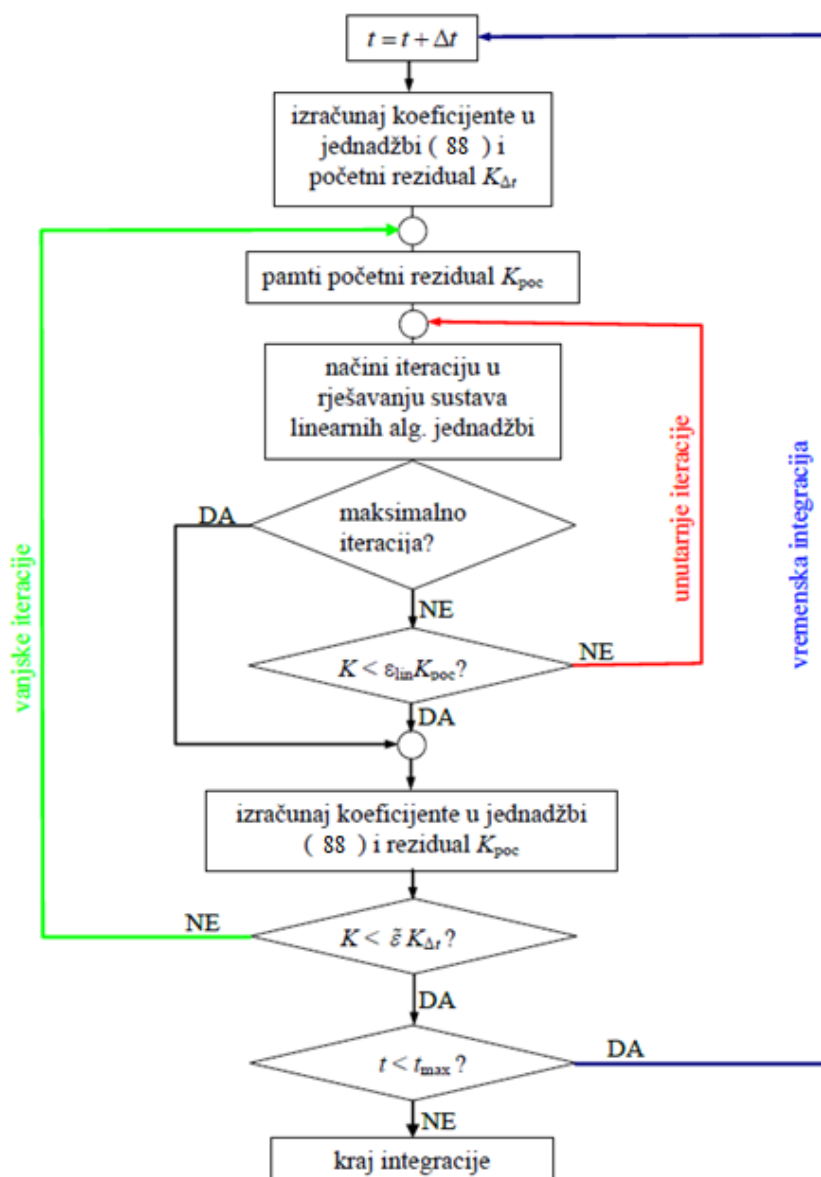 t = t + Δt
izračunaj koeficijente u
jednadžbi ( 88 ) i
početni rezidual K_Δt
pamti početni rezidual K_poc
načini iteraciju u
rješavanju sustava
linearnih alg. jednadžbi
DA
maksimalno
iteracija?
NE
K < ε_lin K_poc?
NE
DA
izračunaj koeficijente u jednadžbi
( 88 ) i rezidual K_poc
NE
K < ε̃ K_Δt ?
DA
t < t_max ?
DA
NE
kraj integracije
vanjske iteracije
unutarnje iteracije
vremenska integracija